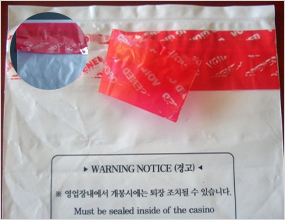 VOID
▶ WARNING NOTICE (경고) ◀
※ 영업장내에서 개봉시에는 퇴장 조치될 수 있습니다.
Must be sealed inside of the casino